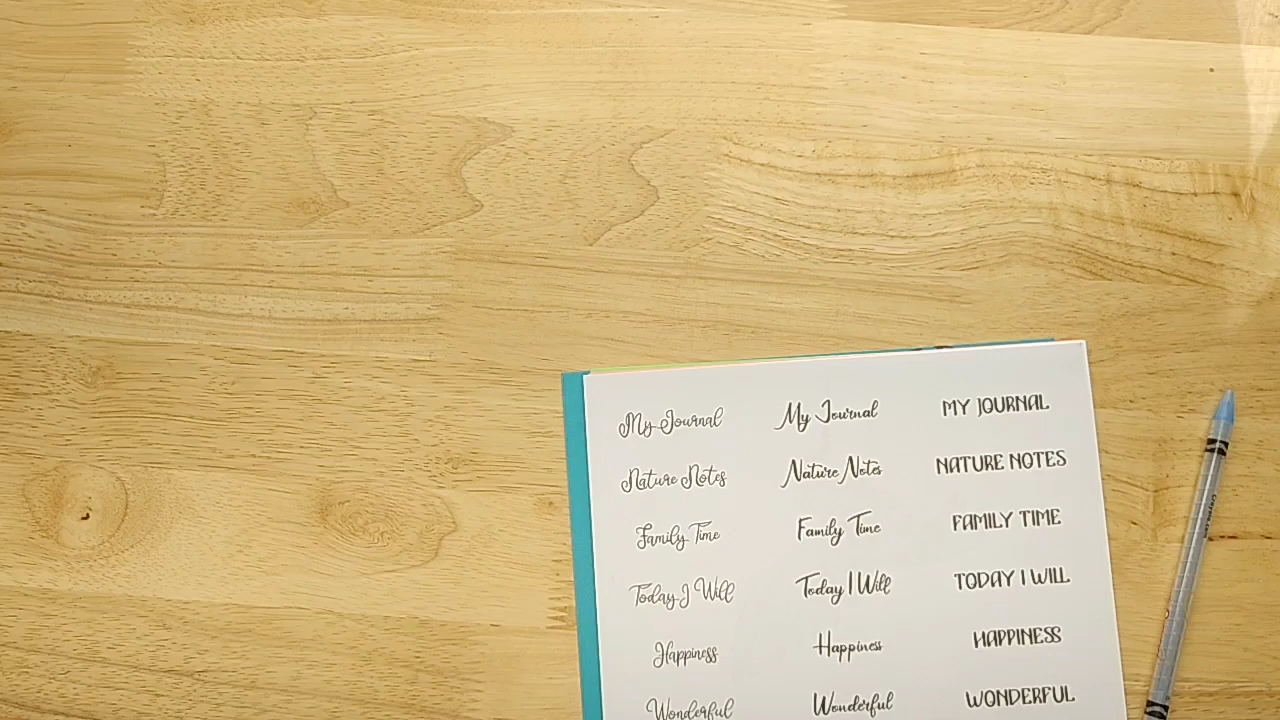 My Journal My Journal MY JOURNAL
Nature Notes Nature Notes NATURE NOTES
Family Time Family Time FAMILY TIME
Today I Will Today I Will TODAY I WILL
Happiness Happiness HAPPINESS
Wonderful Wonderful WONDERFUL
Crayola